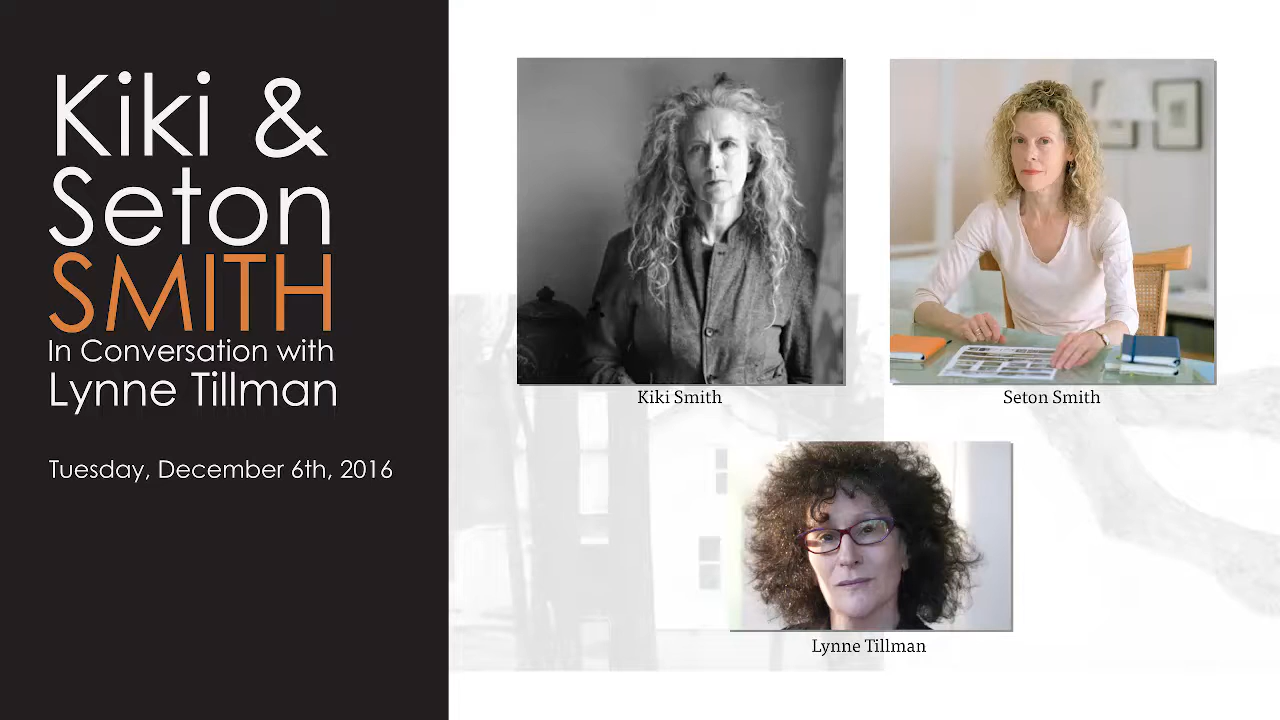 Kiki &
Seton
SMITH
In Conversation with
Lynne Tillman
Tuesday, December 6th, 2016
Kiki Smith
Seton Smith
Lynne Tillman